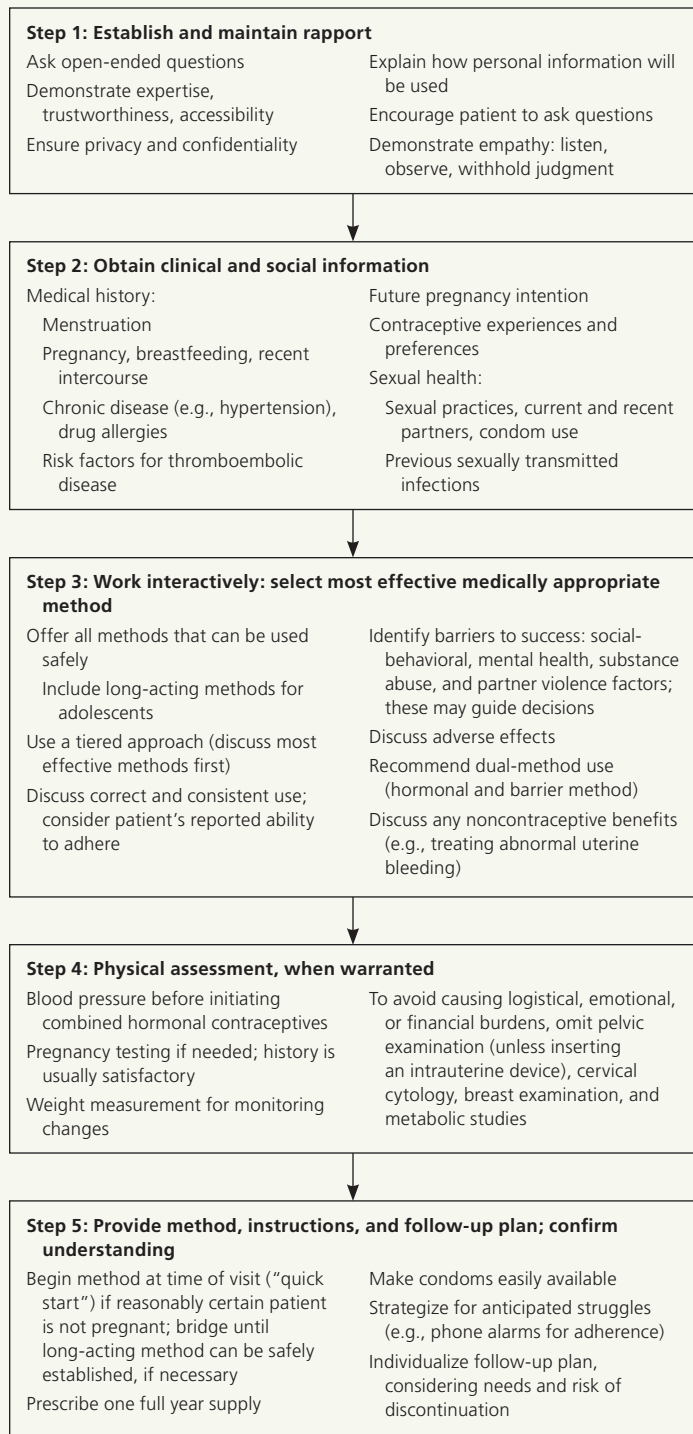 Step 1: Establish and maintain rapport
Ask open-ended questions
Demonstrate expertise,
trustworthiness, accessibility
Ensure privacy and confidentiality
Explain how personal information will
be used
Encourage patient to ask questions
Demonstrate empathy: listen,
observe, withhold judgment
Step 2: Obtain clinical and social information
Medical history:
Menstruation
Pregnancy, breastfeeding, recent
intercourse
Chronic disease (e.g., hypertension),
drug allergies
Risk factors for thromboembolic
disease
Future pregnancy intention
Contraceptive experiences and
preferences
Sexual health:
Sexual practices, current and recent
partners, condom use
Previous sexually transmitted
infections
Step 3: Work interactively: select most effective medically appropriate
method
Offer all methods that can be used
safely
Include long-acting methods for
adolescents
Use a tiered approach (discuss most
effective methods first)
Discuss correct and consistent use;
consider patient's reported ability
to adhere
Identify barriers to success: social-
behavioral, mental health, substance
abuse, and partner violence factors;
these may guide decisions
Discuss adverse effects
Recommend dual-method use
(hormonal and barrier method)
Discuss any noncontraceptive benefits
(e.g., treating abnormal uterine
bleeding)
Step 4: Physical assessment, when warranted
Blood pressure before initiating
combined hormonal contraceptives
Pregnancy testing if needed; history is
usually satisfactory
Weight measurement for monitoring
changes
To avoid causing logistical, emotional,
or financial burdens, omit pelvic
examination (unless inserting
an intrauterine device), cervical
cytology, breast examination, and
metabolic studies
Step 5: Provide method, instructions, and follow-up plan; confirm
understanding
Begin method at time of visit ("quick
start") if reasonably certain patient
is not pregnant; bridge until
long-acting method can be safely
established, if necessary
Prescribe one full year supply
Make condoms easily available
Strategize for anticipated struggles
(e.g., phone alarms for adherence)
Individualize follow-up plan,
considering needs and risk of
discontinuation